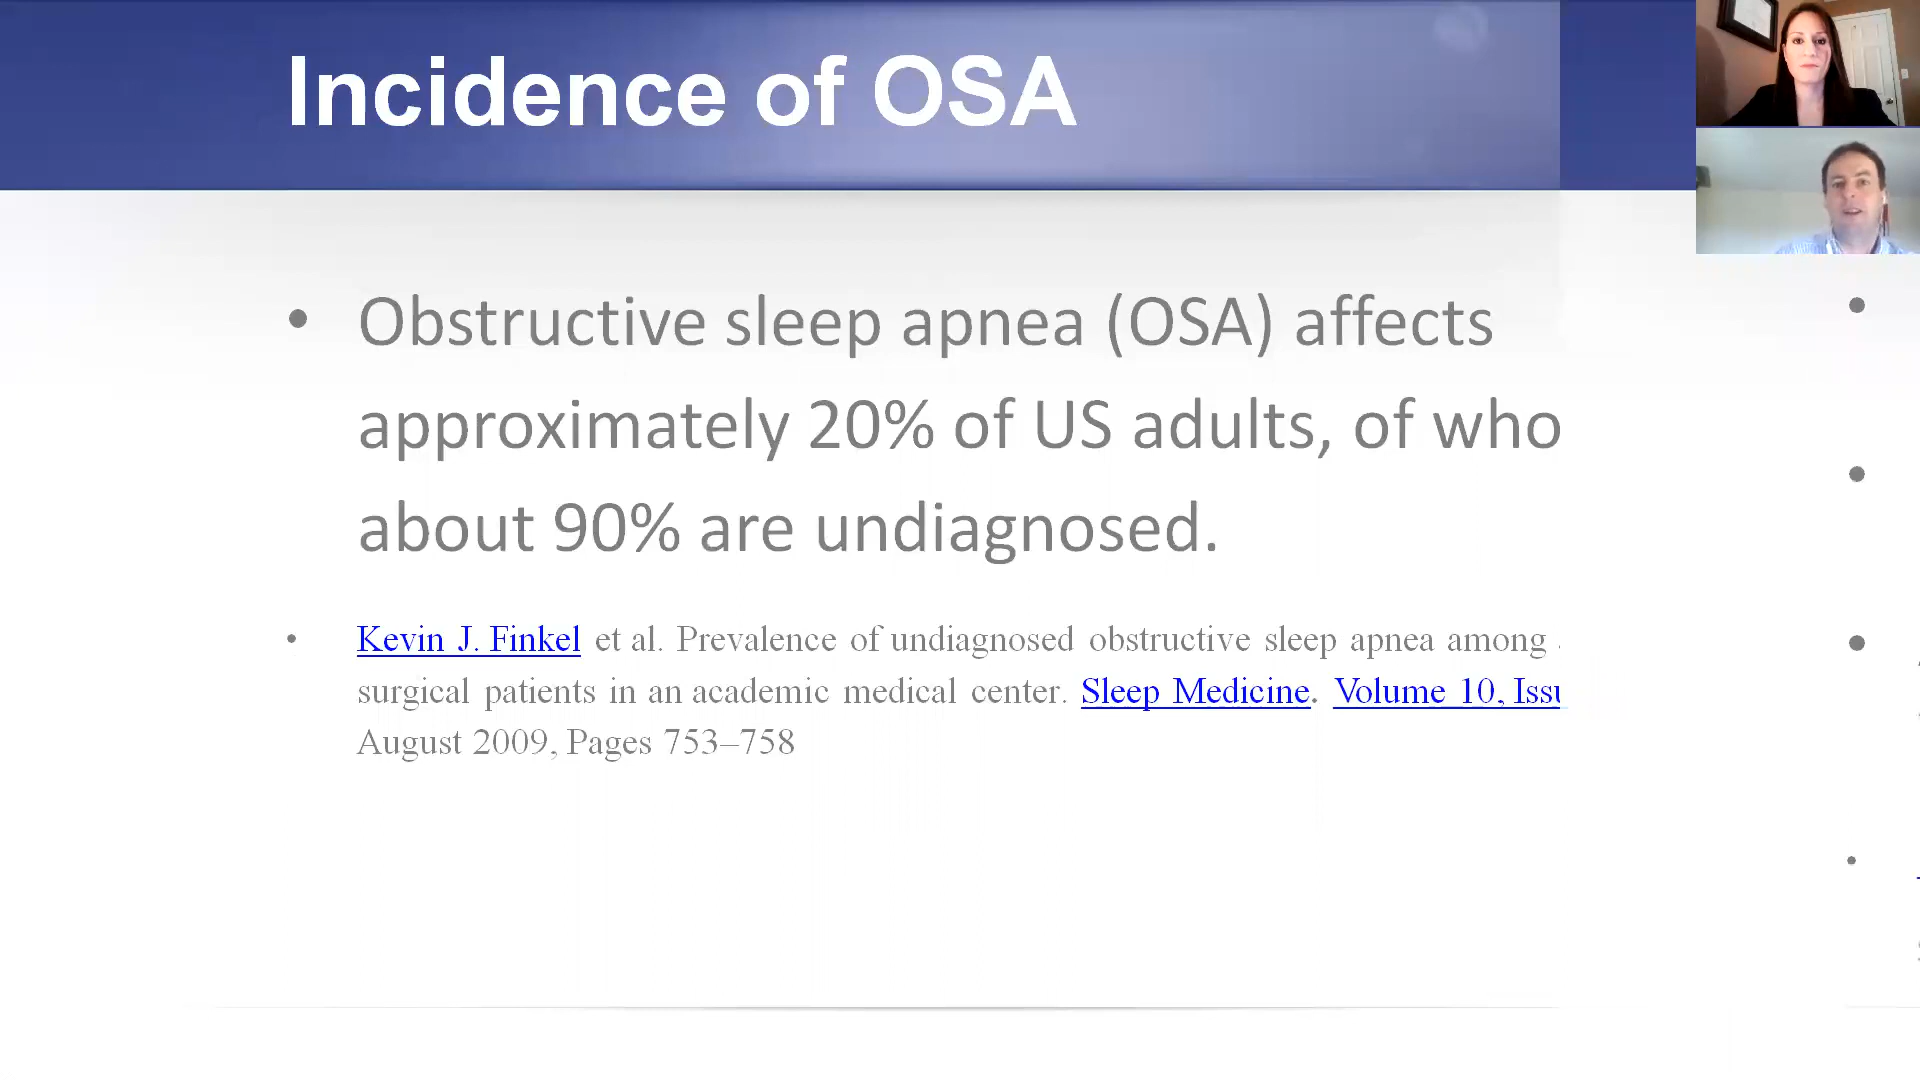 Incidence of OSA
• Obstructive sleep apnea (OSA) affects
approximately 20% of US adults, of who
about 90% are undiagnosed.
• Kevin J. Finkel et al. Prevalence of undiagnosed obstructive sleep apnea among
surgical patients in an academic medical center. Sleep Medicine. Volume 10, Issu
August 2009, Pages 753–758